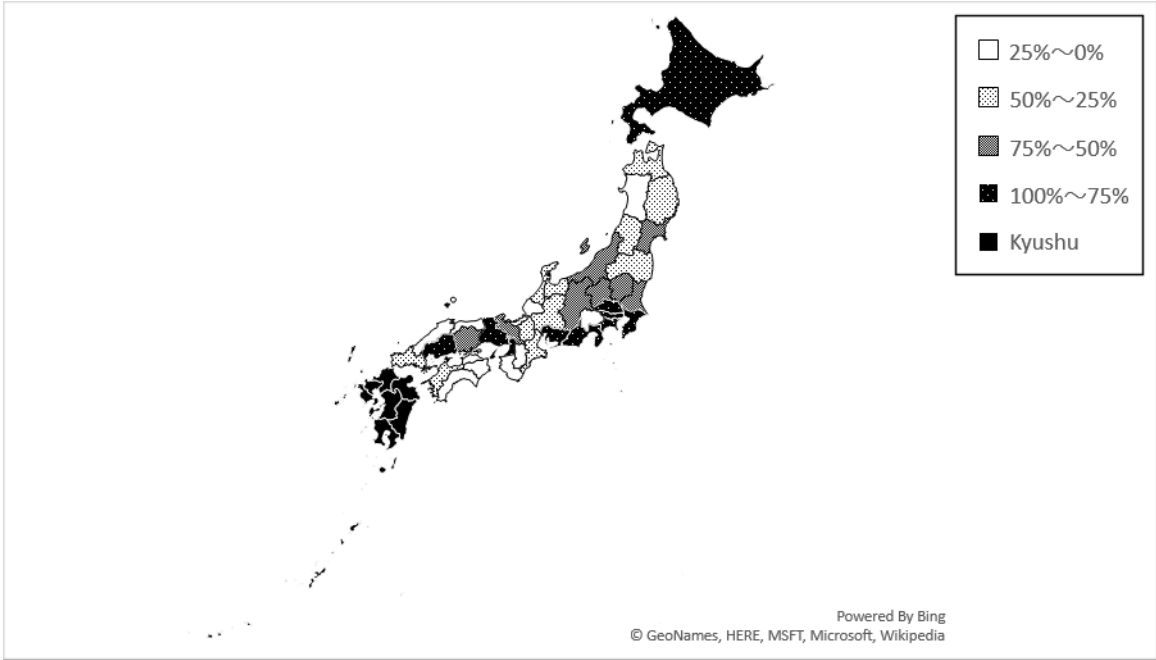 25%～0%
50%～25%
75%～50%
100%～75%
Kyushu
Powered By Bing
© GeoNames, HERE, MSFT, Microsoft, Wikipedia